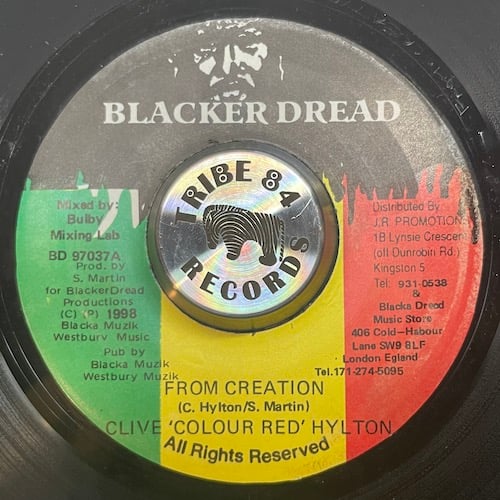 BLACKER DREAD
TRIBE 84
RECORDS
Mixed by:
Bulby
Mixing Lab
BD 97037A
Prod. by
S. Martin
for BlackerDread
Productions
(C) (P) 1998
Blacka Muzik
Westbury Music
Pub by
Blacka Muzik
Westbury Muzik
Distributed By
J.R. PROMOTION
1B Lynsie Crescent
(off Dunrobin Rd.)
Kingston 5
Tel: 931-0538
&
Blacka Dread
Music Store
406 Cold-Habour
Lane SW9 8LF
London Egland
Tel.171-274-5095
FROM CREATION
(C. Hylton/S. Martin)
CLIVE 'COLOUR RED' HYLTON
All Rights Reserved